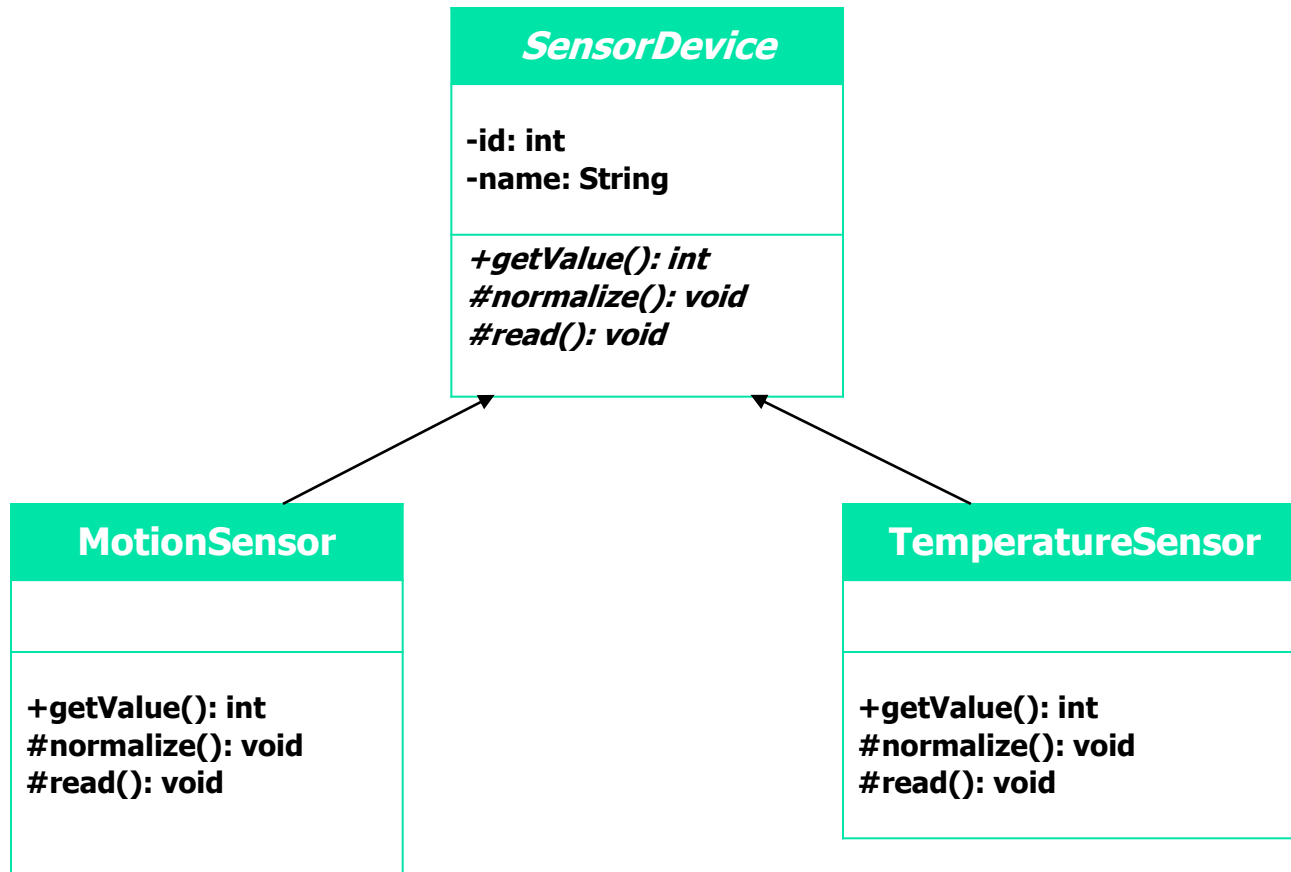 SensorDevice
-id: int
-name: String
+getValue(): int
#normalize(): void
#read(): void
MotionSensor
+getValue(): int
#normalize(): void
#read(): void
TemperatureSensor
+getValue(): int
#normalize(): void
#read(): void